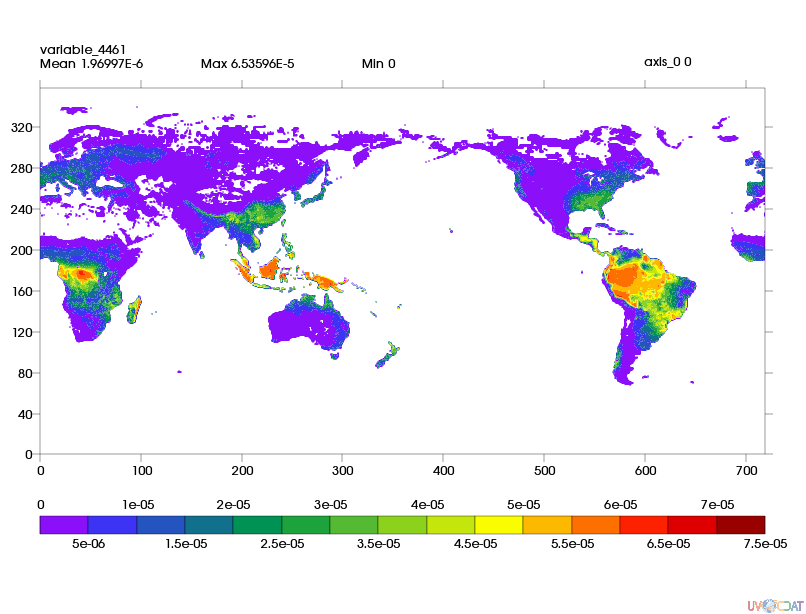 variable_4461
Mean 1.96997E-6 Max 6.53596E-5 Min 0 axis_0 0
320
280
240
200
160
120
80
40
0
0 100 200 300 400 500 600 700
0 1e-05 2e-05 3e-05 4e-05 5e-05 6e-05 7e-05
5e-06 1.5e-05 2.5e-05 3.5e-05 4.5e-05 5.5e-05 6.5e-05 7.5e-05
UV-CDAT